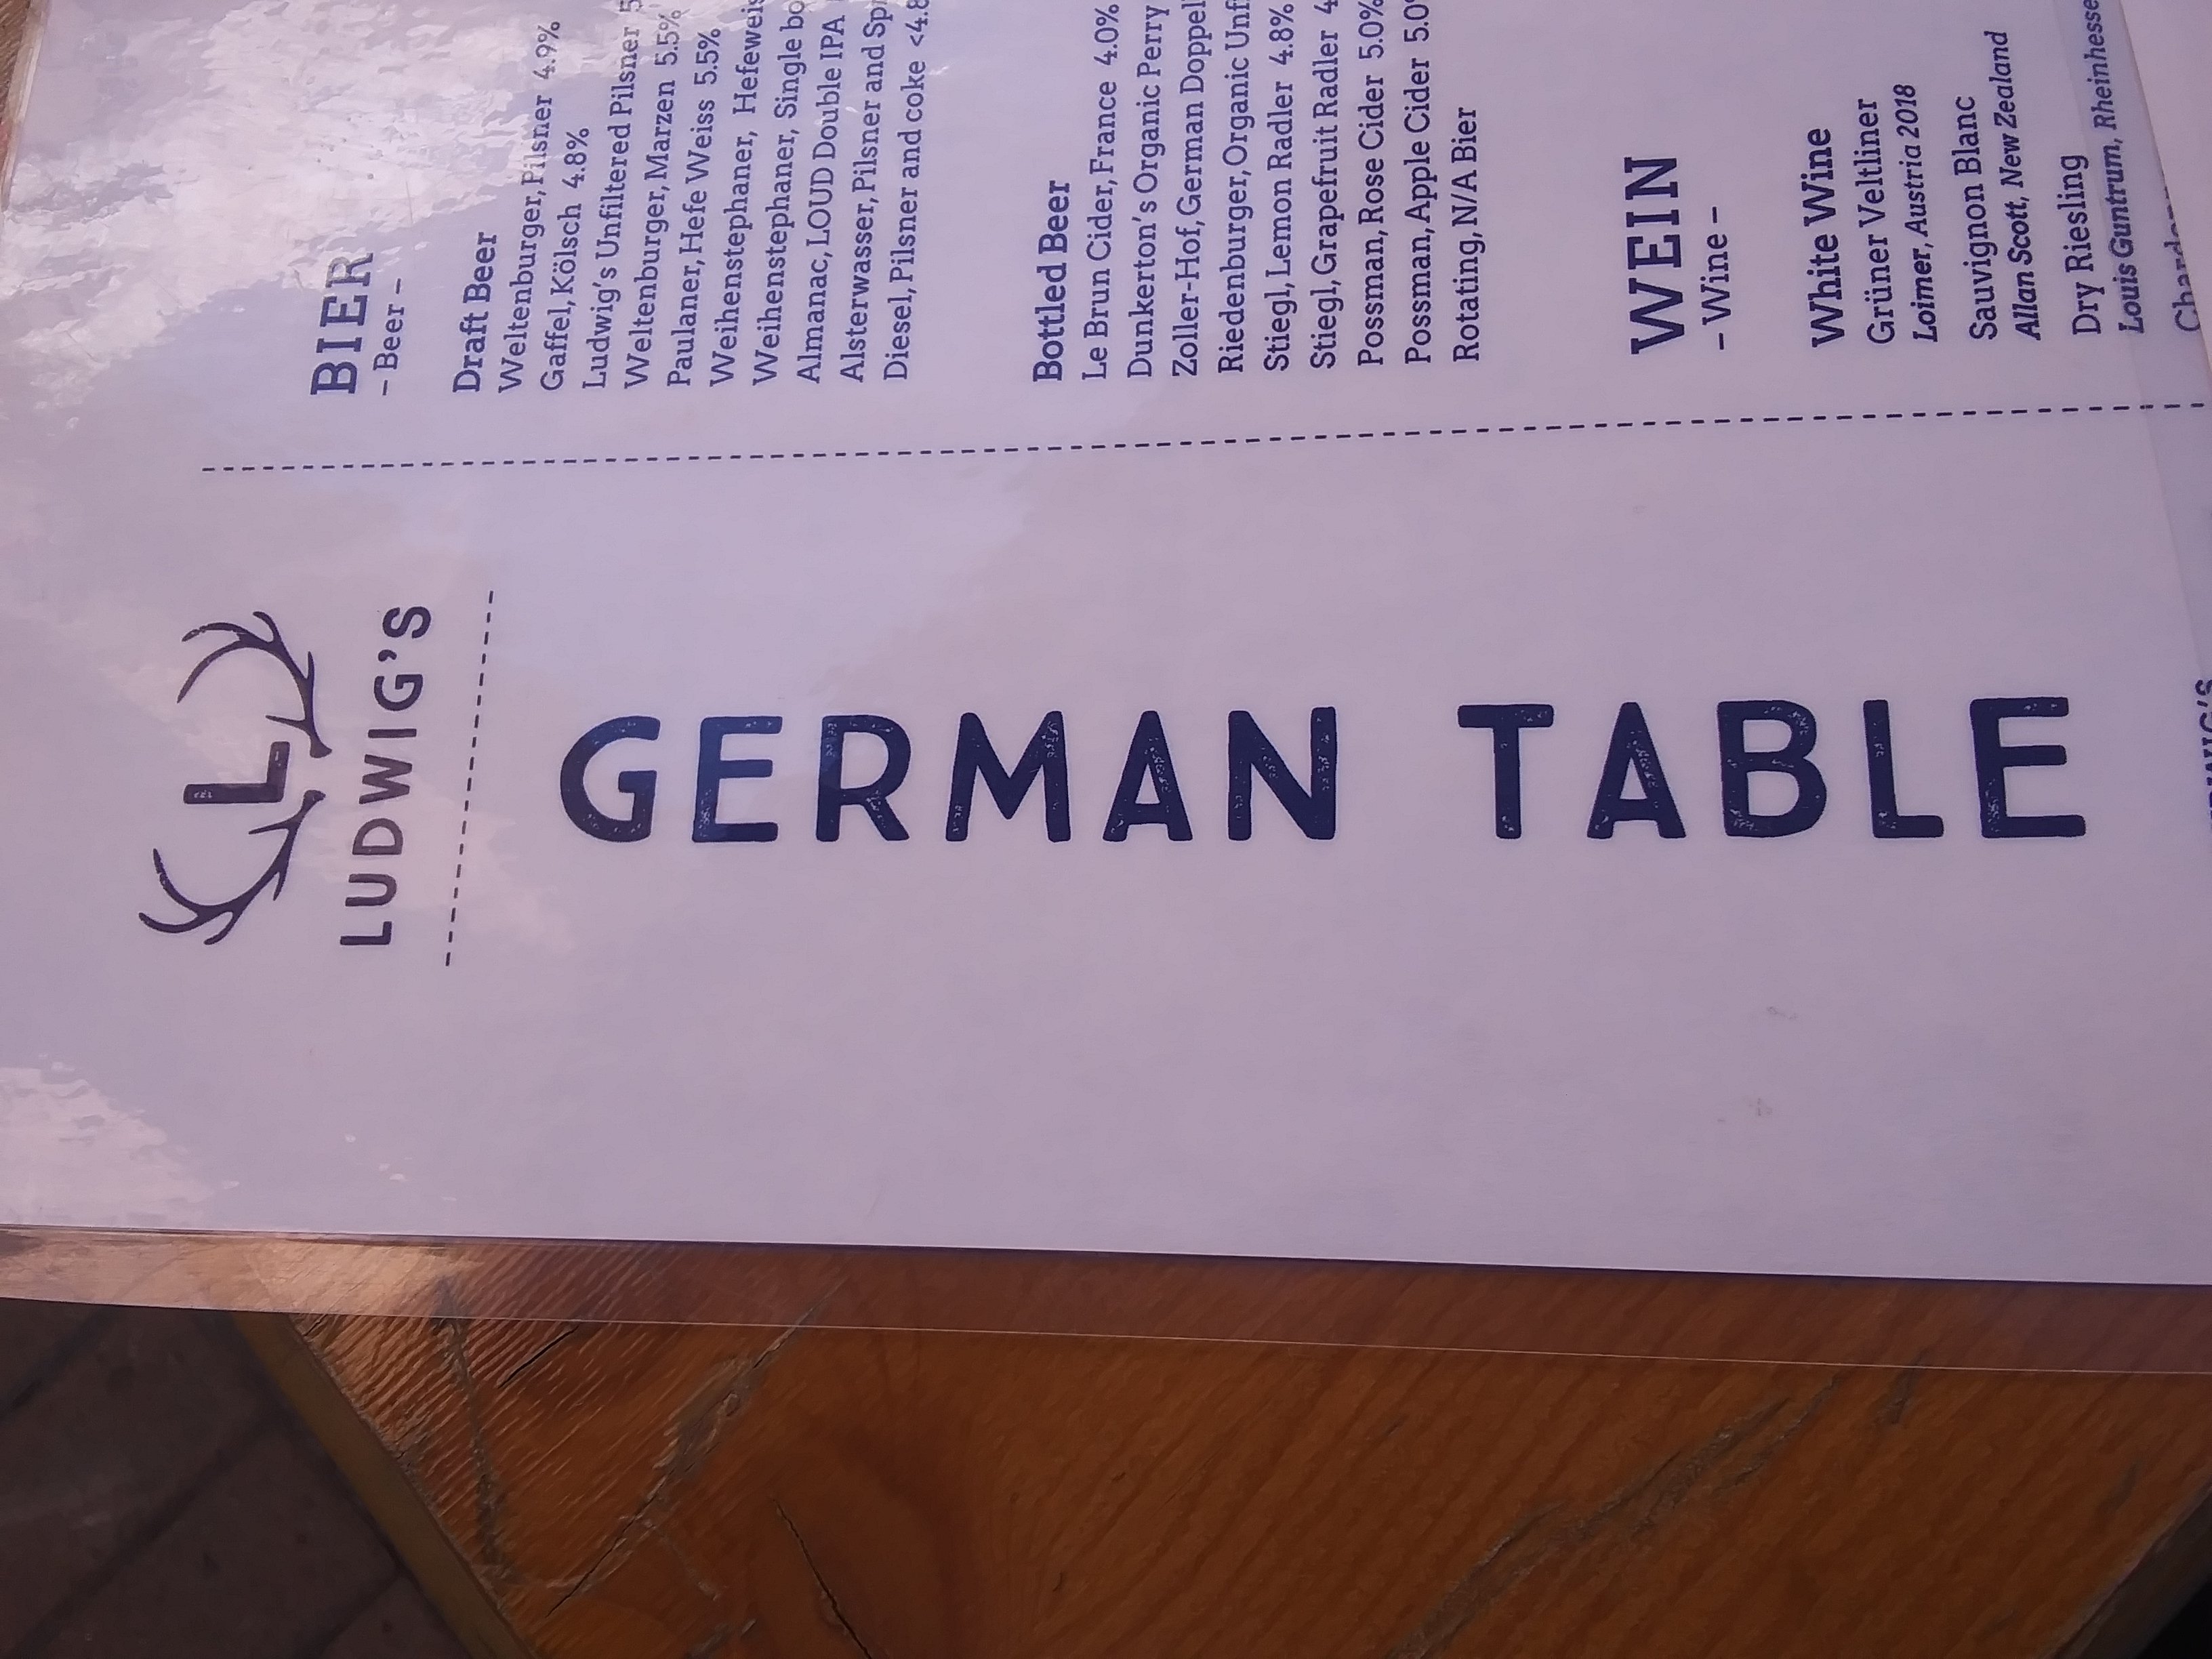 L
LUDWIG'S
GERMAN TABLE
BIER
– Beer –
Draft Beer
Weltenburger, Pilsner 4.9%
Gaffel, Kölsch 4.8%
Ludwig's Unfiltered Pilsner
Weltenburger, Marzen 5.5%
Paulaner, Hefe Weiss 5.5%
Weihenstephaner,
Weihenstephaner, Single
Almanac, LOUD Double IPA
Alsterwasser, Pilsner and
Diesel, Pilsner and coke
Bottled Beer
Le Brun Cider, France 4.0%
Dunkerton's Organic Perry
Zoller-Hof, German
Riedenburger, Organic
Stiegl, Lemon Radler 4.8%
Stiegl, Grapefruit Radler
Possman, Rose Cider 5.0%
Possman, Apple Cider
Rotating, N/A Bier
WEIN
– Wine –
White Wine
Grüner Veltliner
Loimer, Austria 2018
Sauvignon Blanc
Allan Scott, New Zealand
Dry Riesling
Louis Guntrum,